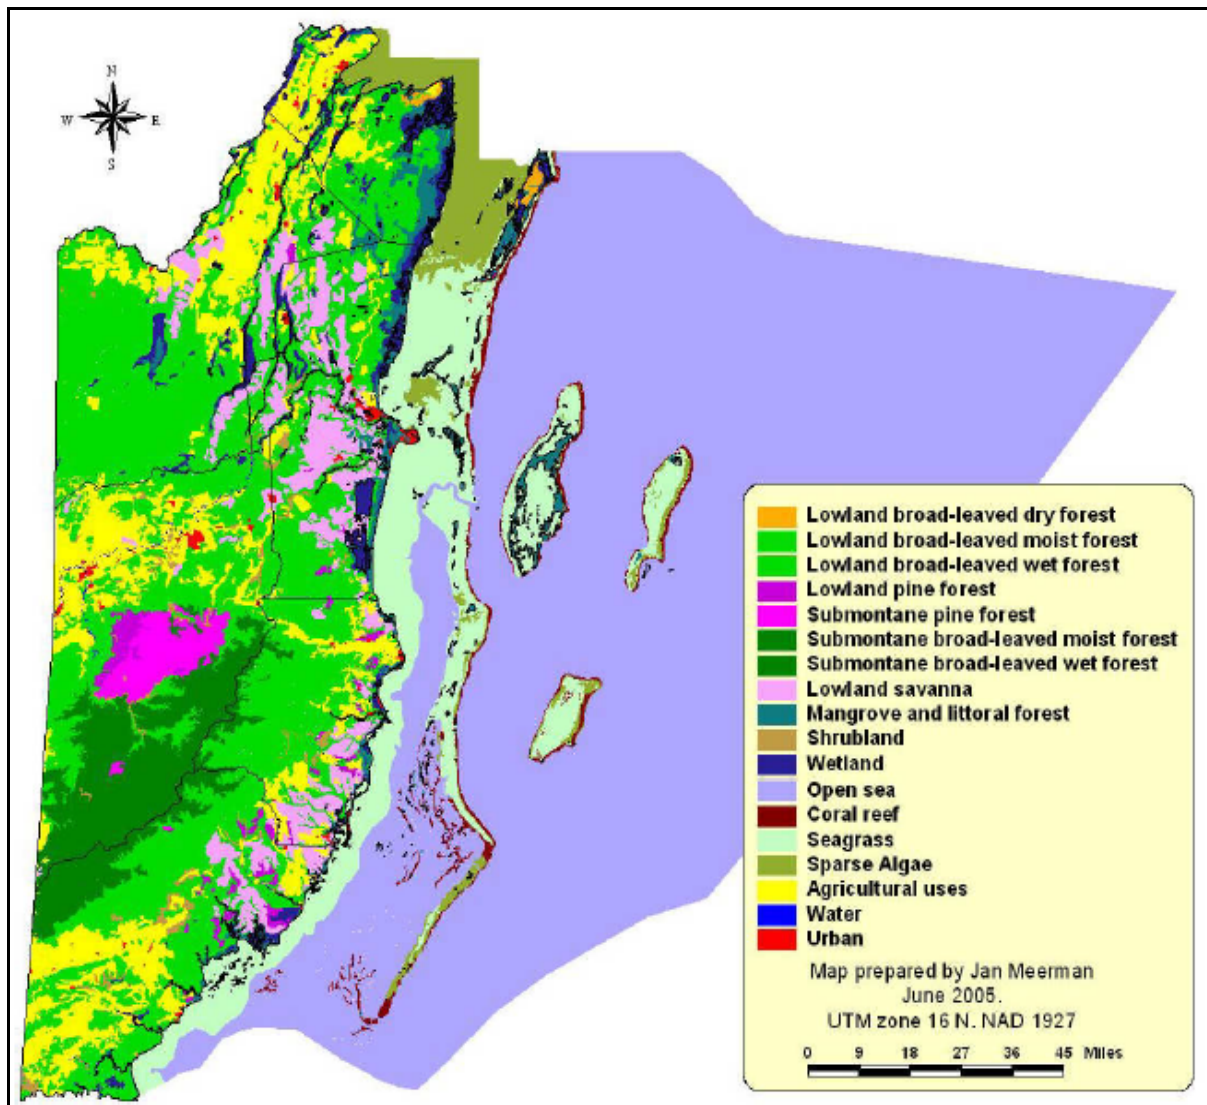 N
W E
S
Lowland broad-leaved dry forest
Lowland broad-leaved moist forest
Lowland broad-leaved wet forest
Lowland pine forest
Submontane pine forest
Submontane broad-leaved moist forest
Submontane broad-leaved wet forest
Lowland savanna
Mangrove and littoral forest
Shrubland
Wetland
Open sea
Coral reef
Seagrass
Sparse Algae
Agricultural uses
Water
Urban
Map prepared by Jan Meerman
June 2005.
UTM zone 16 N. NAD 1927
0 9 18 27 36 45 Miles